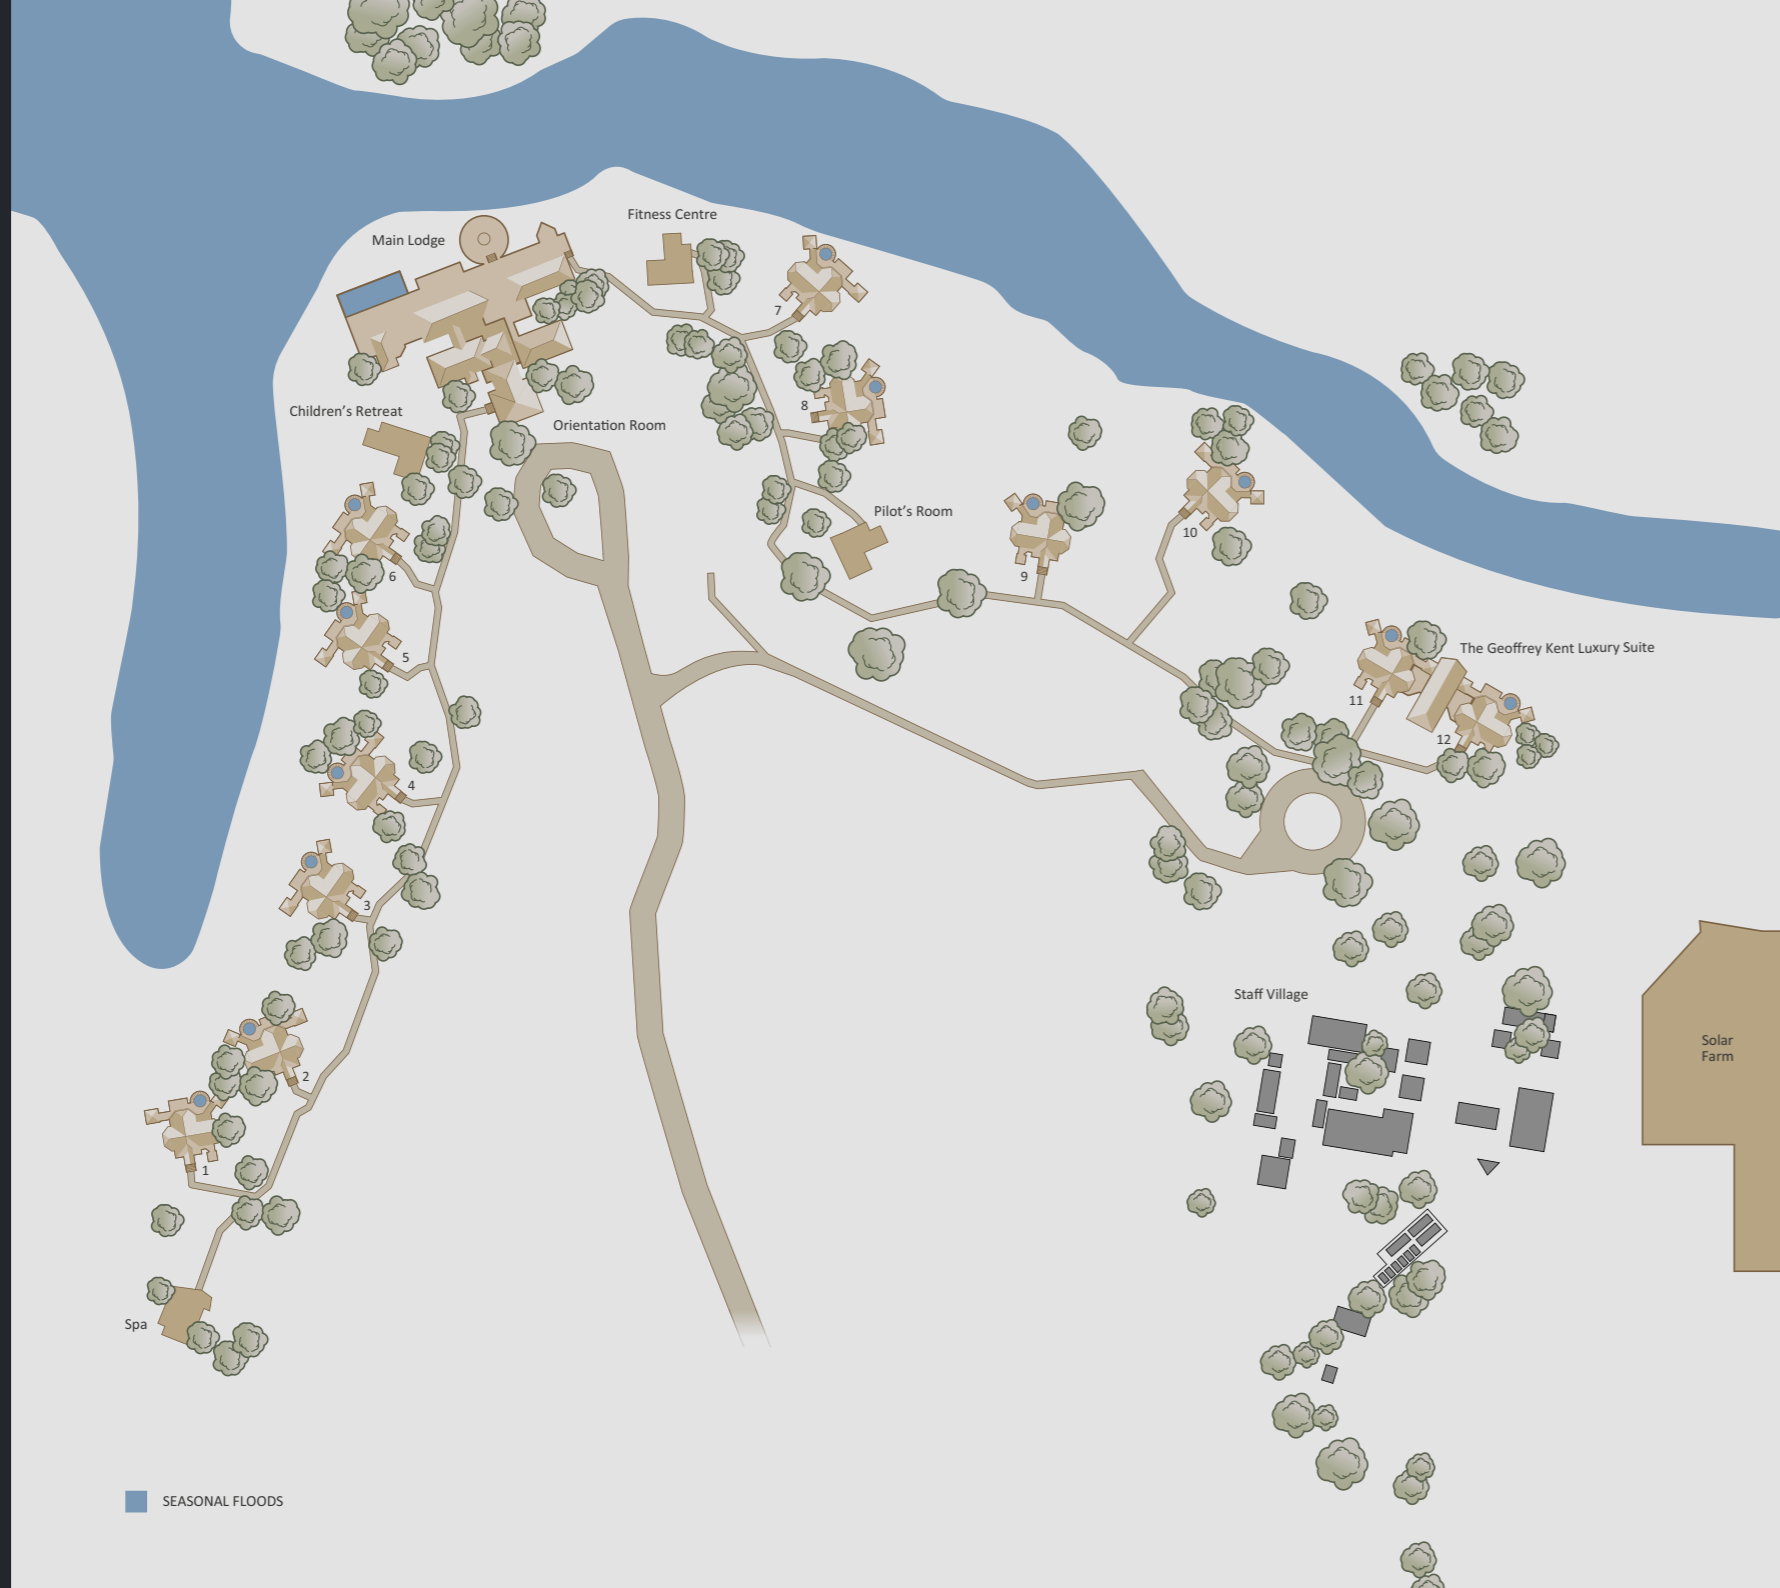 Fitness Centre
Main Lodge
7
8
Children's Retreat
Orientation Room
Pilot's Room
10
9
6
The Geoffrey Kent Luxury Suite
5
11
12
4
3
Staff Village
Solar
Farm
2
1
Spa
SEASONAL FLOODS